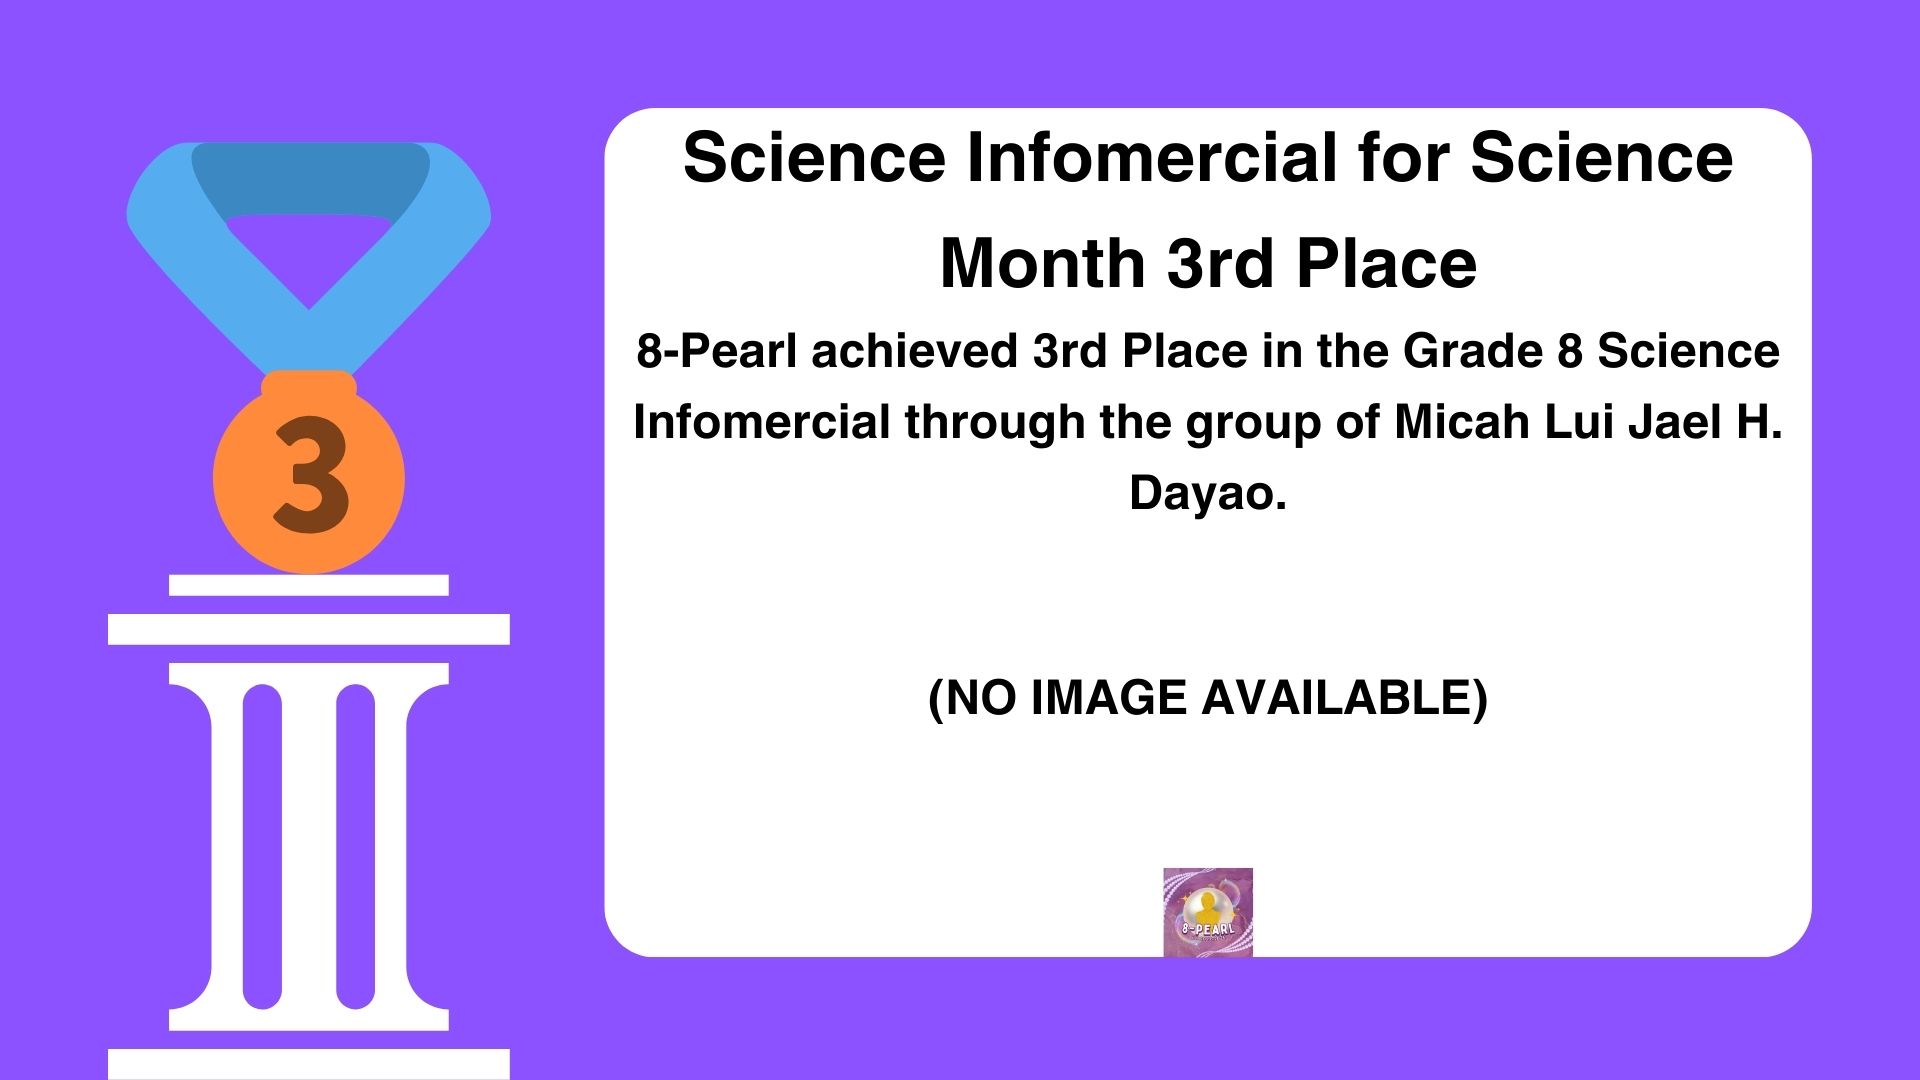 Science Infomercial for Science
Month 3rd Place
8-Pearl achieved 3rd Place in the Grade 8 Science
Infomercial through the group of Micah Lui Jael H.
Dayao.
(NO IMAGE AVAILABLE)
3
8-PEARL